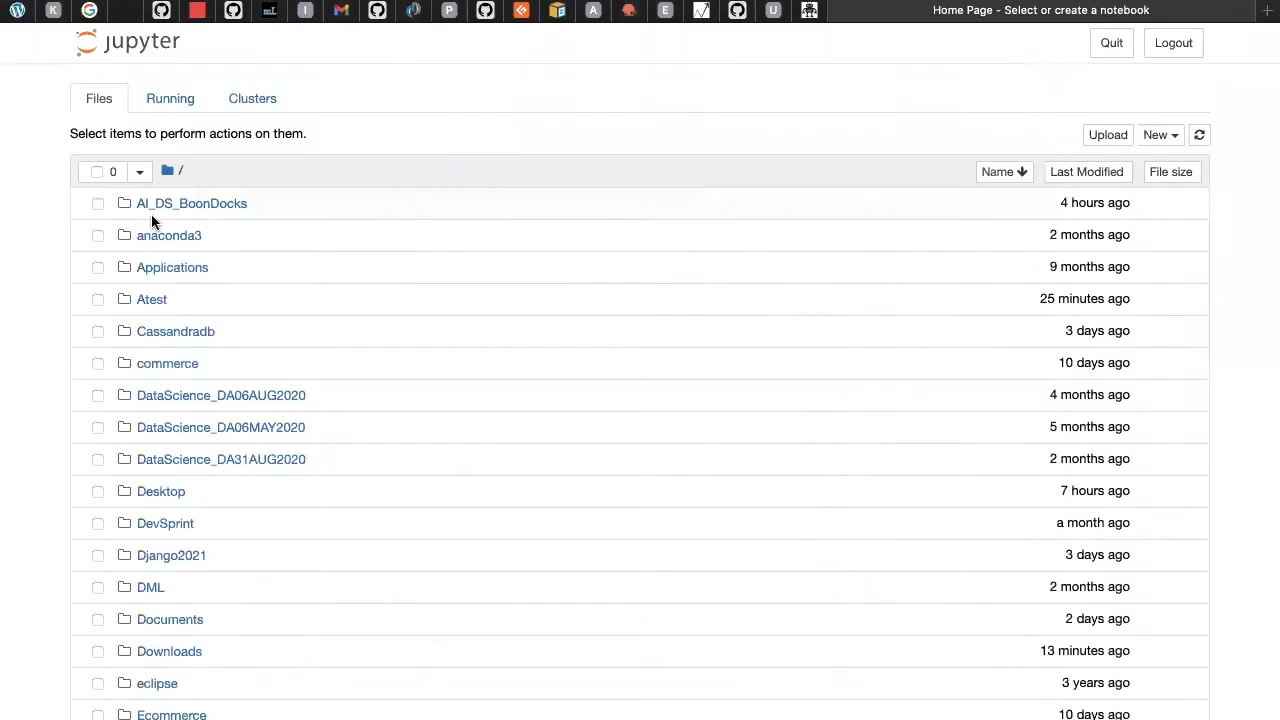 K I P A E U Home Page - Select or create a notebook
jupyter Quit Logout
Files Running Clusters
Select items to perform actions on them. Upload New
0 / Name Last Modified File size
AI_DS_BoonDocks 4 hours ago
anaconda3 2 months ago
Applications 9 months ago
Atest 25 minutes ago
Cassandradb 3 days ago
commerce 10 days ago
DataScience_DA06AUG2020 4 months ago
DataScience_DA06MAY2020 5 months ago
DataScience_DA31AUG2020 2 months ago
Desktop 7 hours ago
DevSprint a month ago
Django2021 3 days ago
DML 2 months ago
Documents 2 days ago
Downloads 13 minutes ago
eclipse 3 years ago
Ecommerce 10 days ago